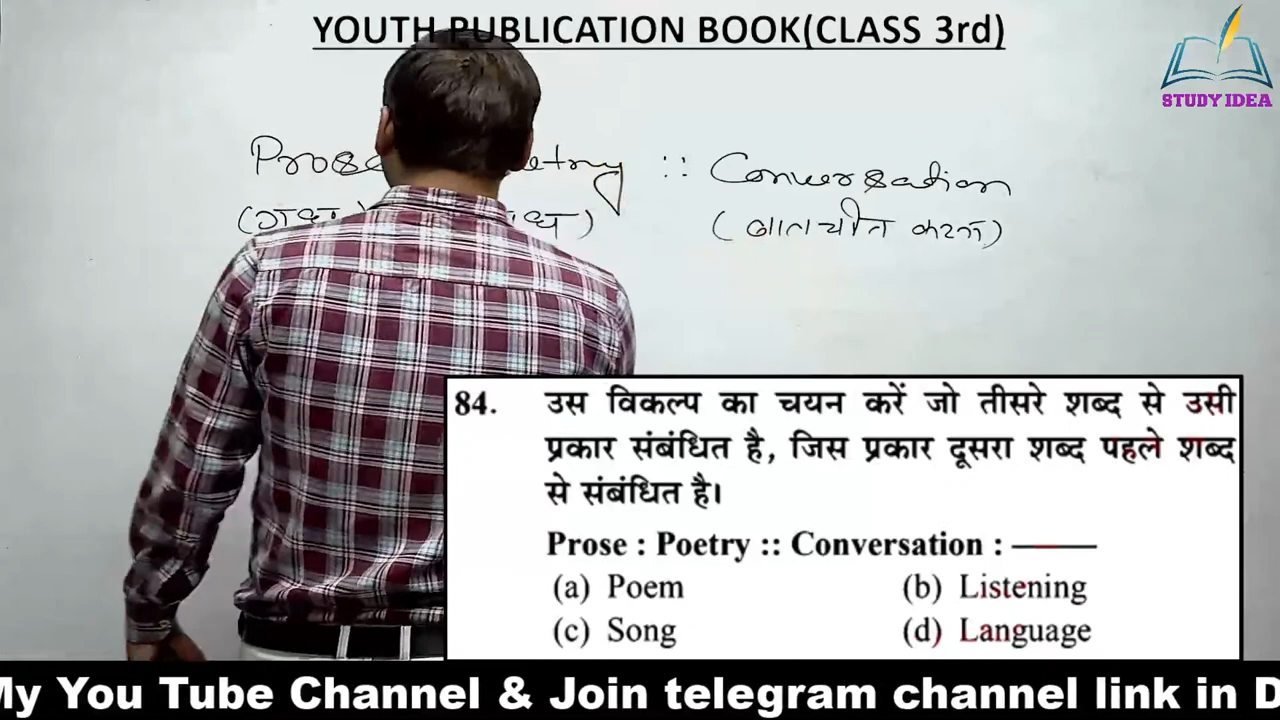 YOUTH PUBLICATION BOOK(CLASS 3rd)
STUDY IDEA
Prose :: Conversation
(बातचीत करना)
84. उस विकल्प का चयन करें जो तीसरे शब्द से उसी
प्रकार संबंधित है, जिस प्रकार दूसरा शब्द पहले शब्द
से संबंधित है।
Prose : Poetry :: Conversation : ———
(a) Poem (b) Listening
(c) Song (d) Language
My You Tube Channel & Join telegram channel link in D